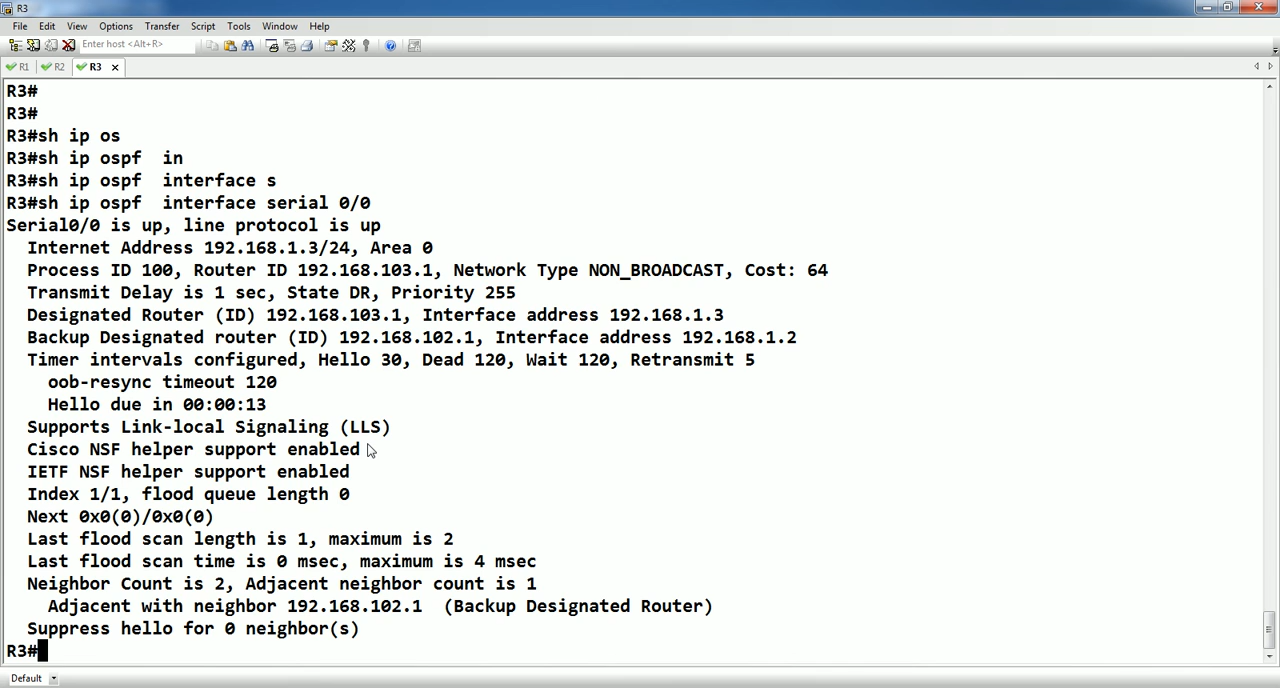 R3
File Edit View Options Transfer Script Tools Window Help
Enter host <Alt+R>
R1 R2 R3
R3#
R3#
R3#sh ip os
R3#sh ip ospf  in
R3#sh ip ospf  interface s
R3#sh ip ospf  interface serial 0/0
Serial0/0 is up, line protocol is up
  Internet Address 192.168.1.3/24, Area 0
  Process ID 100, Router ID 192.168.103.1, Network Type NON_BROADCAST, Cost: 64
  Transmit Delay is 1 sec, State DR, Priority 255
  Designated Router (ID) 192.168.103.1, Interface address 192.168.1.3
  Backup Designated router (ID) 192.168.102.1, Interface address 192.168.1.2
  Timer intervals configured, Hello 30, Dead 120, Wait 120, Retransmit 5
    oob-resync timeout 120
    Hello due in 00:00:13
  Supports Link-local Signaling (LLS)
  Cisco NSF helper support enabled
  IETF NSF helper support enabled
  Index 1/1, flood queue length 0
  Next 0x0(0)/0x0(0)
  Last flood scan length is 1, maximum is 2
  Last flood scan time is 0 msec, maximum is 4 msec
  Neighbor Count is 2, Adjacent neighbor count is 1
    Adjacent with neighbor 192.168.102.1  (Backup Designated Router)
  Suppress hello for 0 neighbor(s)
R3#
Default